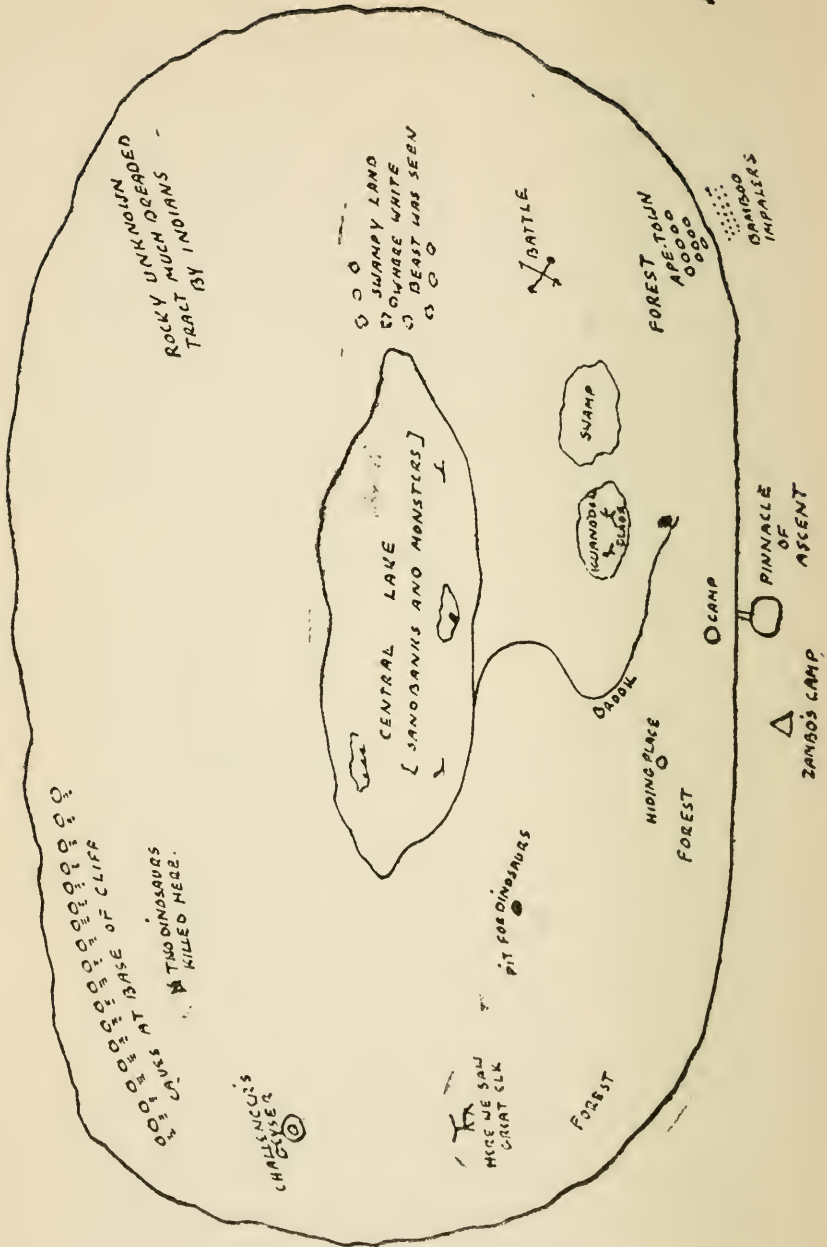 ROCKY UNKNOWN
TRACT MUCH DREADED
BY INDIANS
SWAMPY LAND
WHERE WHITE
BEAST WAS SEEN
BATTLE
FOREST
APE-TOWN
BAMBOO
IMPALERS
SWAMP
IGUANODON
GLADE
CENTRAL LAKE
[SANDBANKS AND MONSTERS]
CAVES AT BASE OF CLIFF
TWO DINOSAURS
KILLED HERE.
CHALLENGER'S
GEYSER
HERE WE SAW
GREAT ELK
FOREST
PIT FOR DINOSAURS
BROOK
HIDING PLACE
FOREST
CAMP
PINNACLE
OF
ASCENT
ZAMBO'S CAMP